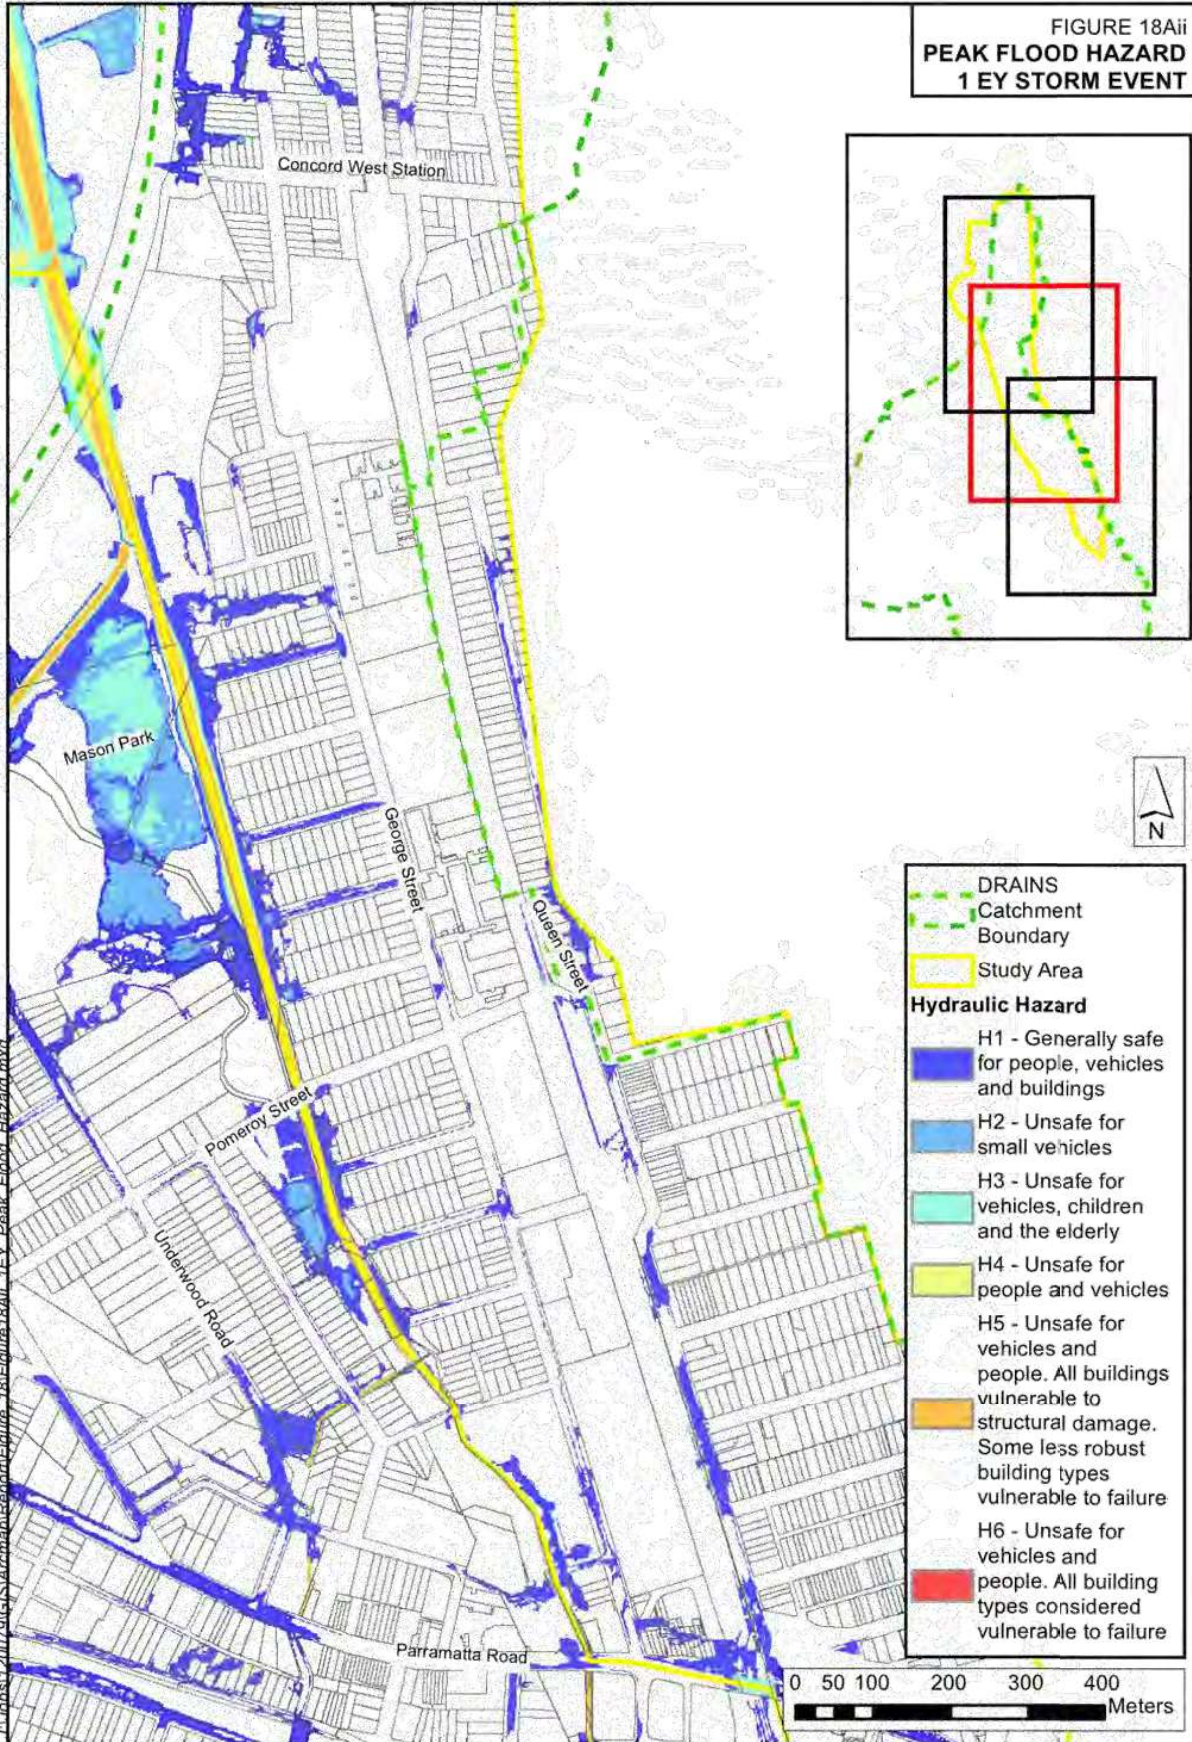 FIGURE 18Aii
PEAK FLOOD HAZARD
1 EY STORM EVENT
Concord West Station
Mason Park
George Street
Queen Street
Pomeroy Street
Underwood Road
Parramatta Road
N
DRAINS
Catchment
Boundary
Study Area
Hydraulic Hazard
H1 - Generally safe
for people, vehicles
and buildings
H2 - Unsafe for
small vehicles
H3 - Unsafe for
vehicles, children
and the elderly
H4 - Unsafe for
people and vehicles
H5 - Unsafe for
vehicles and
people. All buildings
vulnerable to
structural damage.
Some less robust
building types
vulnerable to failure
H6 - Unsafe for
vehicles and
people. All building
types considered
vulnerable to failure
0 50 100 200 300 400
Meters